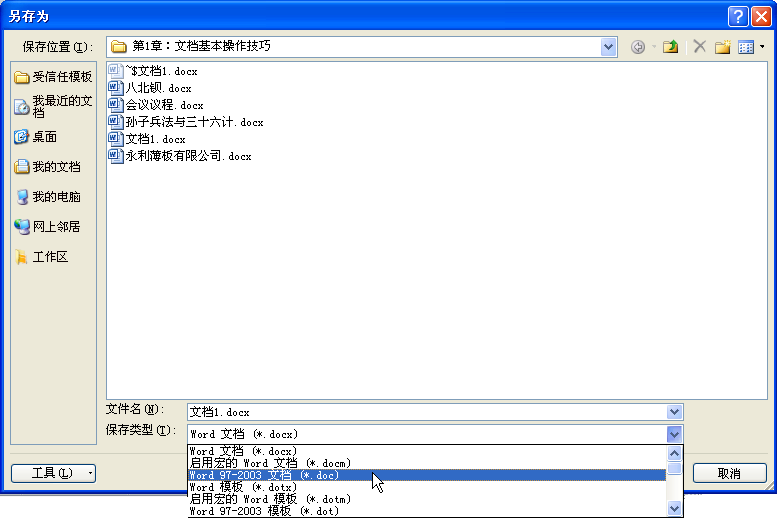 另存为
保存位置(I):
第1章：文档基本操作技巧
受信任模板
我最近的文档
桌面
我的文档
我的电脑
网上邻居
工作区
~$文档1.docx
八北钡.docx
会议议程.docx
孙子兵法与三十六计.docx
文档1.docx
永利薄板有限公司.docx
文件名(N):
文档1.docx
保存类型(T):
Word 文档 (*.docx)
Word 文档 (*.docx)
启用宏的 Word 文档 (*.docm)
Word 97-2003 文档 (*.doc)
Word 模板 (*.dotx)
启用宏的 Word 模板 (*.dotm)
Word 97-2003 模板 (*.dot)
工具(L)
取消